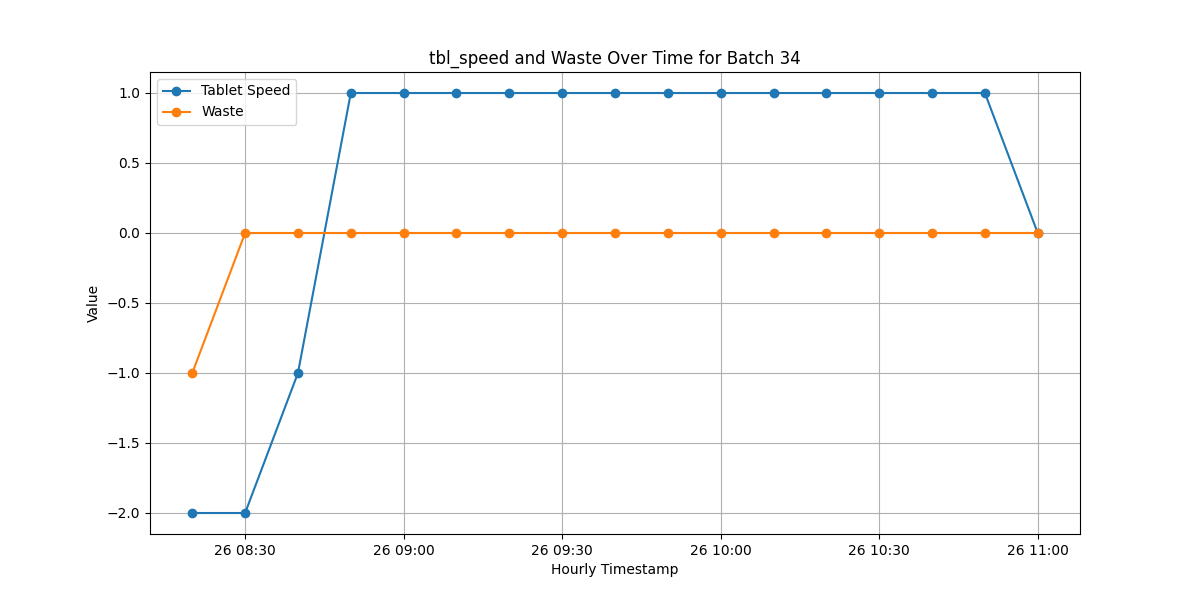 tbl_speed and Waste Over Time for Batch 34
Tablet Speed
Waste
1.0
0.5
0.0
−0.5
−1.0
−1.5
−2.0
Value
26 08:30
26 09:00
26 09:30
26 10:00
26 10:30
26 11:00
Hourly Timestamp